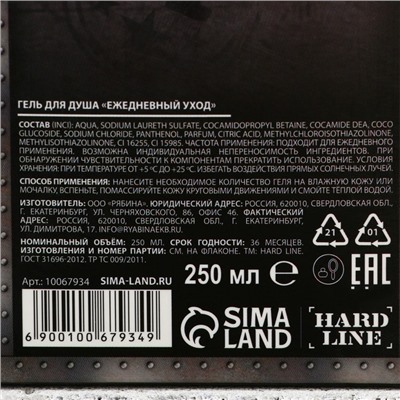 ГЕЛЬ ДЛЯ ДУША «ЕЖЕДНЕВНЫЙ УХОД»
СОСТАВ (INCI): AQUA, SODIUM LAURETH SULFATE, COCAMIDOPROPYL BETAINE, COCAMIDE DEA, COCO
GLUCOSIDE, SODIUM CHLORIDE, PANTHENOL, PARFUM, CITRIC ACID, METHYLCHLOROISOTHIAZOLINONE,
METHYLISOTHIAZOLINONE, CI 16255, CI 15985. ЧАСТОТА ПРИМЕНЕНИЯ: ПОДХОДИТ ДЛЯ ЕЖЕДНЕВНОГО
ПРИМЕНЕНИЯ. ВОЗМОЖНА ИНДИВИДУАЛЬНАЯ НЕПЕРЕНОСИМОСТЬ ИНГРЕДИЕНТОВ. ПРИ
ОБНАРУЖЕНИИ ЧУВСТВИТЕЛЬНОСТИ К КОМПОНЕНТАМ ПРЕКРАТИТЬ ИСПОЛЬЗОВАНИЕ. УСЛОВИЯ
ХРАНЕНИЯ: ПРИ ТЕМПЕРАТУРЕ ОТ +5 °C ДО +25 °C. ИЗБЕГАТЬ ВОЗДЕЙСТВИЯ ПРЯМЫХ СОЛНЕЧНЫХ ЛУЧЕЙ.
СПОСОБ ПРИМЕНЕНИЯ: НАНЕСИТЕ НЕОБХОДИМОЕ КОЛИЧЕСТВО ГЕЛЯ НА ВЛАЖНУЮ КОЖУ ИЛИ
МОЧАЛКУ, ВСПЕНЬТЕ, ПОМАССИРУЙТЕ КОЖУ КРУГОВЫМИ ДВИЖЕНИЯМИ И СМОЙТЕ ТЁПЛОЙ ВОДОЙ.
ИЗГОТОВИТЕЛЬ: ООО «РЯБИНА». ЮРИДИЧЕСКИЙ АДРЕС: РОССИЯ, 620010, СВЕРДЛОВСКАЯ ОБЛ.,
Г. ЕКАТЕРИНБУРГ, УЛ. ЧЕРНЯХОВСКОГО, 86, ОФИС 46. ФАКТИЧЕСКИЙ
АДРЕС: РОССИЯ, 620010, СВЕРДЛОВСКАЯ ОБЛ., Г. ЕКАТЕРИНБУРГ,
УЛ. ДИМИТРОВА, 17. INFO@RYABINAEKB.RU
НОМИНАЛЬНЫЙ ОБЪЕМ: 250 МЛ. СРОК ГОДНОСТИ: 36 МЕСЯЦЕВ.
ИЗГОТОВЛЕНИЯ И НОМЕР ПАРТИИ: СМ. НА ФЛАКОНЕ. ТМ: HARD LINE.
ГОСТ 31696-2012. ТР ТС 009/2011.
21 01
Арт.: 10067934 SIMA-LAND.RU
250 МЛ e EAC
6 900100 679349
SIMA
LAND
HARD
LINE